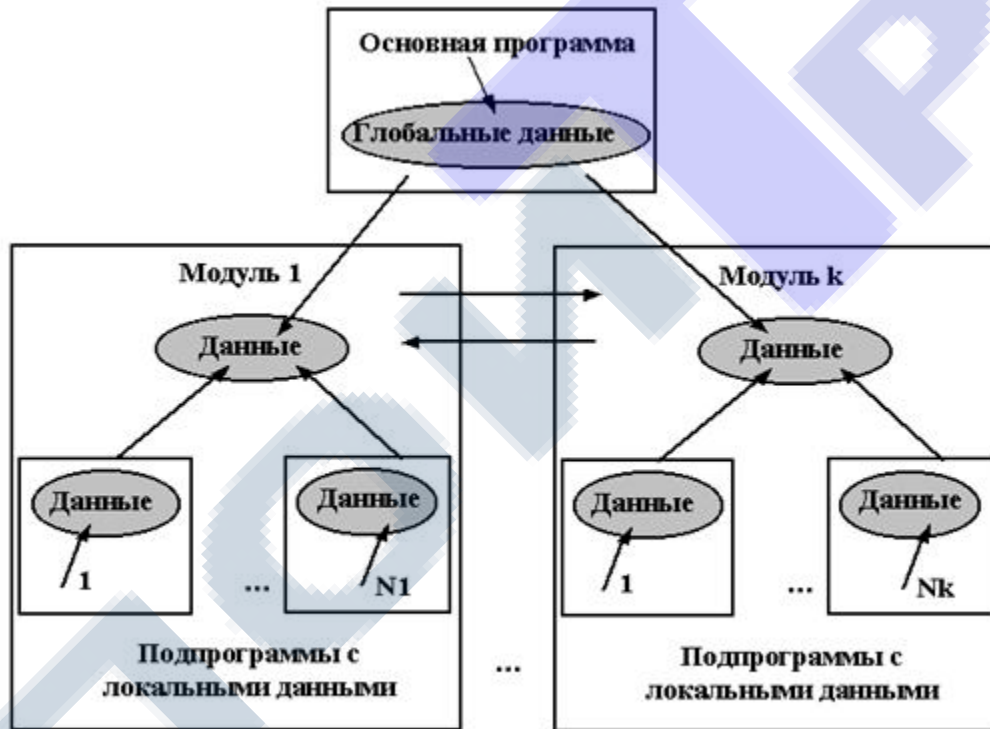 Основная программа
Глобальные данные
Модуль 1
Модуль k
Данные
Данные
Данные
Данные
Данные
Данные
1
...
N1
1
...
Nk
Подпрограммы с
локальными данными
...
Подпрограммы с
локальными данными